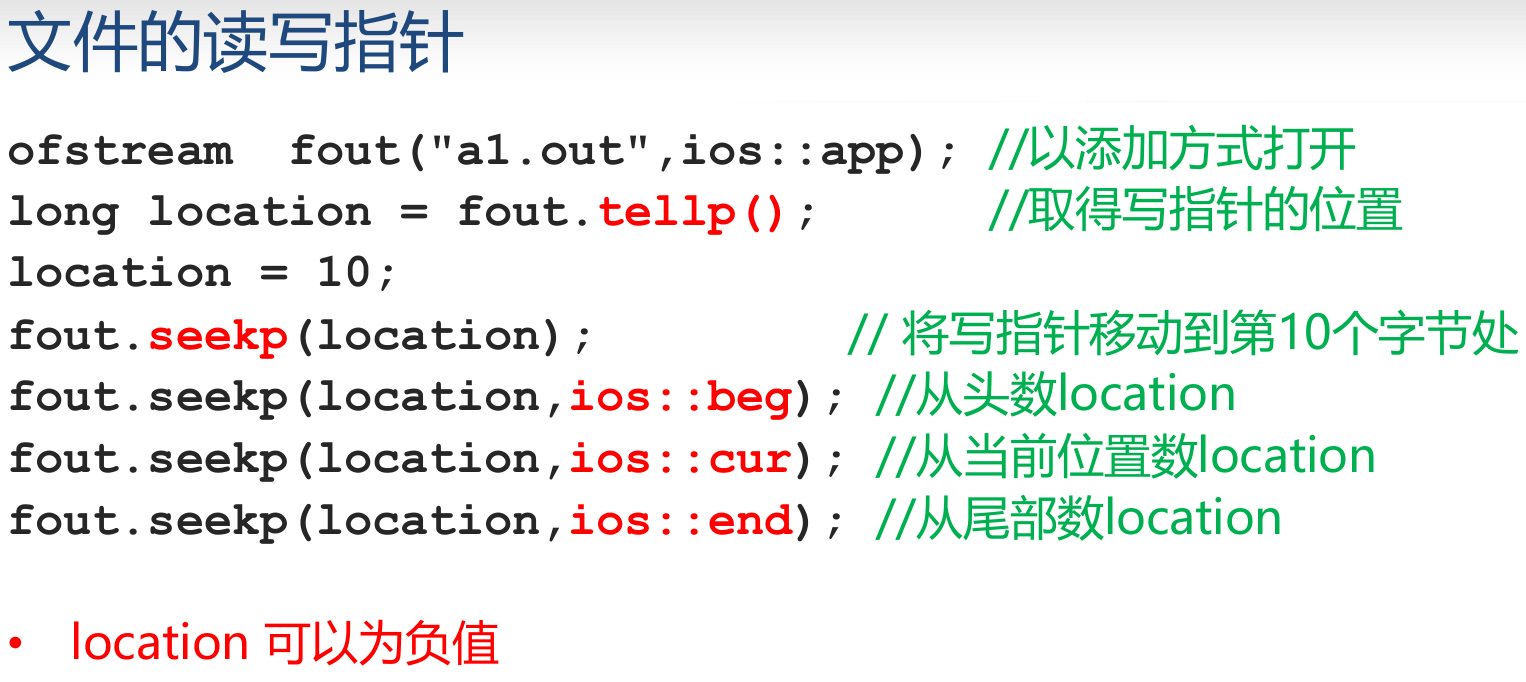 文件的读写指针
ofstream  fout("a1.out",ios::app); //以添加方式打开
long location = fout.tellp(); //取得写指针的位置
location = 10;
fout.seekp(location); // 将写指针移动到第10个字节处
fout.seekp(location,ios::beg); //从头数location
fout.seekp(location,ios::cur); //从当前位置数location
fout.seekp(location,ios::end); //从尾部数location
• location 可以为负值